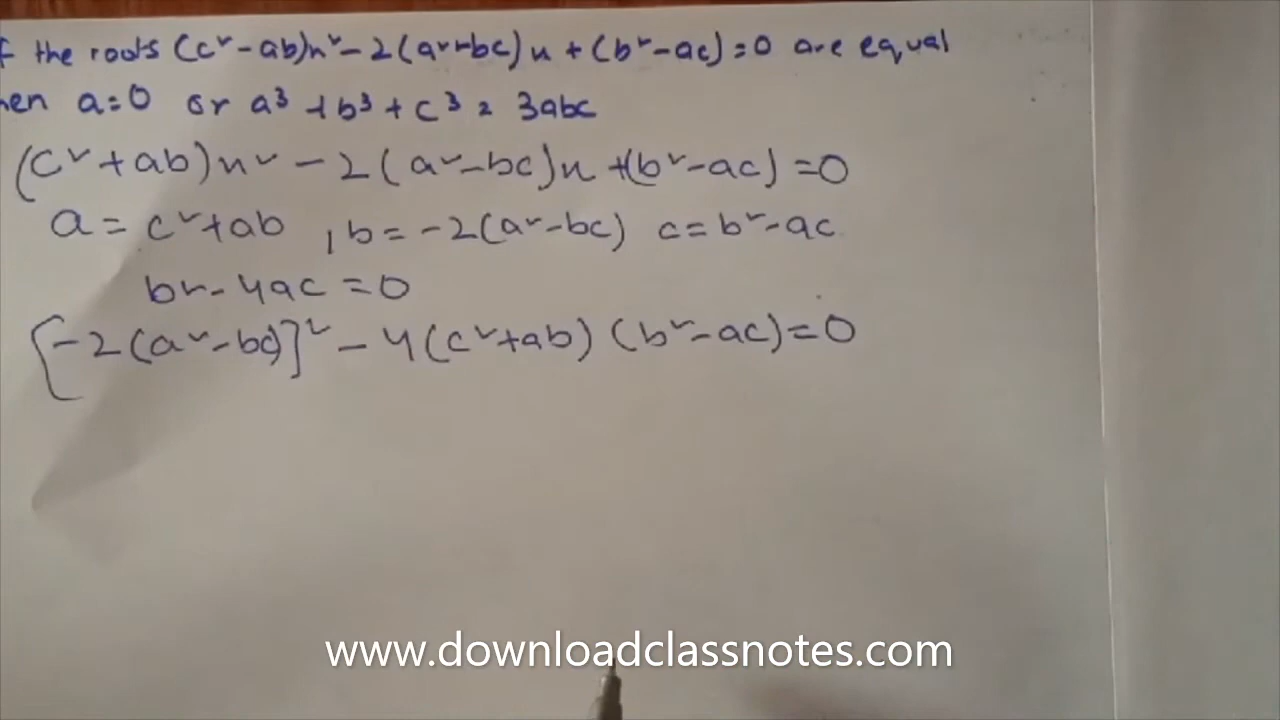 f the roots (c²-ab)x²-2(a²-bc)x+(b²-ac)=0 are equal
hen a=0 or a³+b³+c³=3abc
(c²+ab)x²-2(a²-bc)x+(b²-ac)=0
a=c²+ab, b=-2(a²-bc) c=b²-ac
b²-4ac=0
[-2(a²-bc)]²-4(c²+ab)(b²-ac)=0
www.downloadclassnotes.com